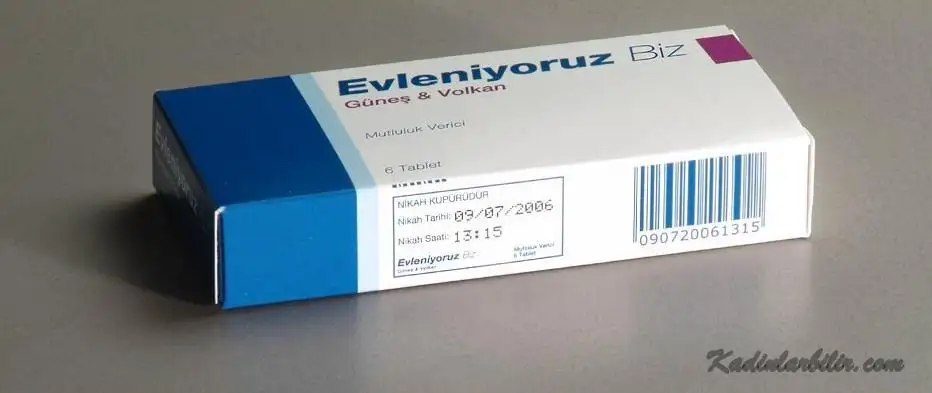 Evleniyoruz Biz
Güneş & Volkan
Mutluluk Verici
6 Tablet
Evleniyoruz
NİKAH KUPÜRÜDÜR
Nikah Tarihi: 09/07/2006
Nikah Saati: 13:15
Evleniyoruz Biz
Güneş & Volkan
Mutluluk Verici
6 Tablet
090720061315
Kadinlarbilir.com